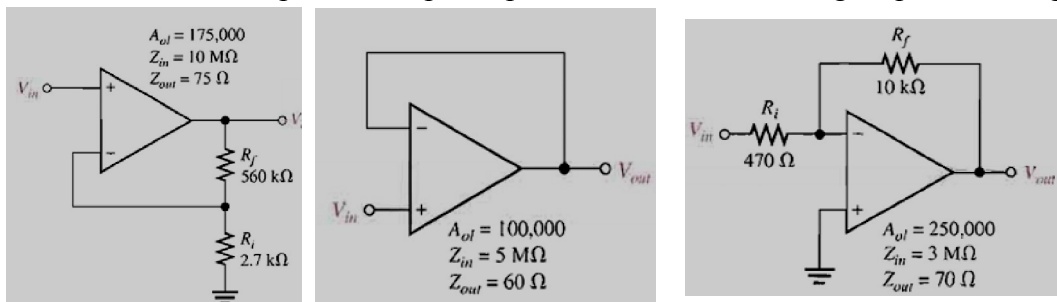 A_ol = 175,000
Z_in = 10 MΩ
Z_out = 75 Ω
V_in
+
−
V
R_f
560 kΩ
R_i
2.7 kΩ
−
V_out
V_in
+
A_ol = 100,000
Z_in = 5 MΩ
Z_out = 60 Ω
R_f
10 kΩ
R_i
V_in
470 Ω
−
V_out
+
A_ol = 250,000
Z_in = 3 MΩ
Z_out = 70 Ω